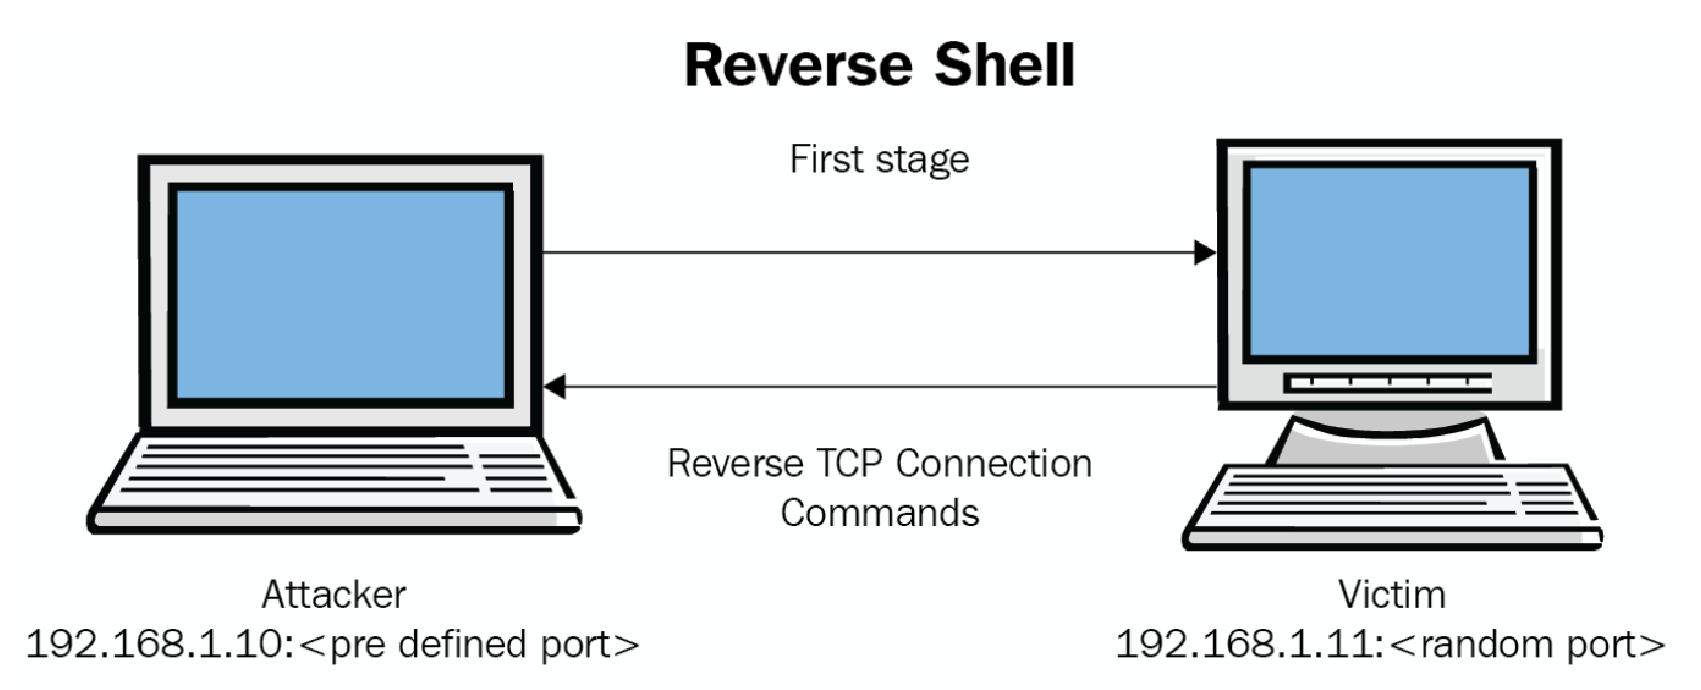 Reverse Shell
First stage
Reverse TCP Connection
Commands
Attacker
192.168.1.10:<pre defined port>
Victim
192.168.1.11:<random port>